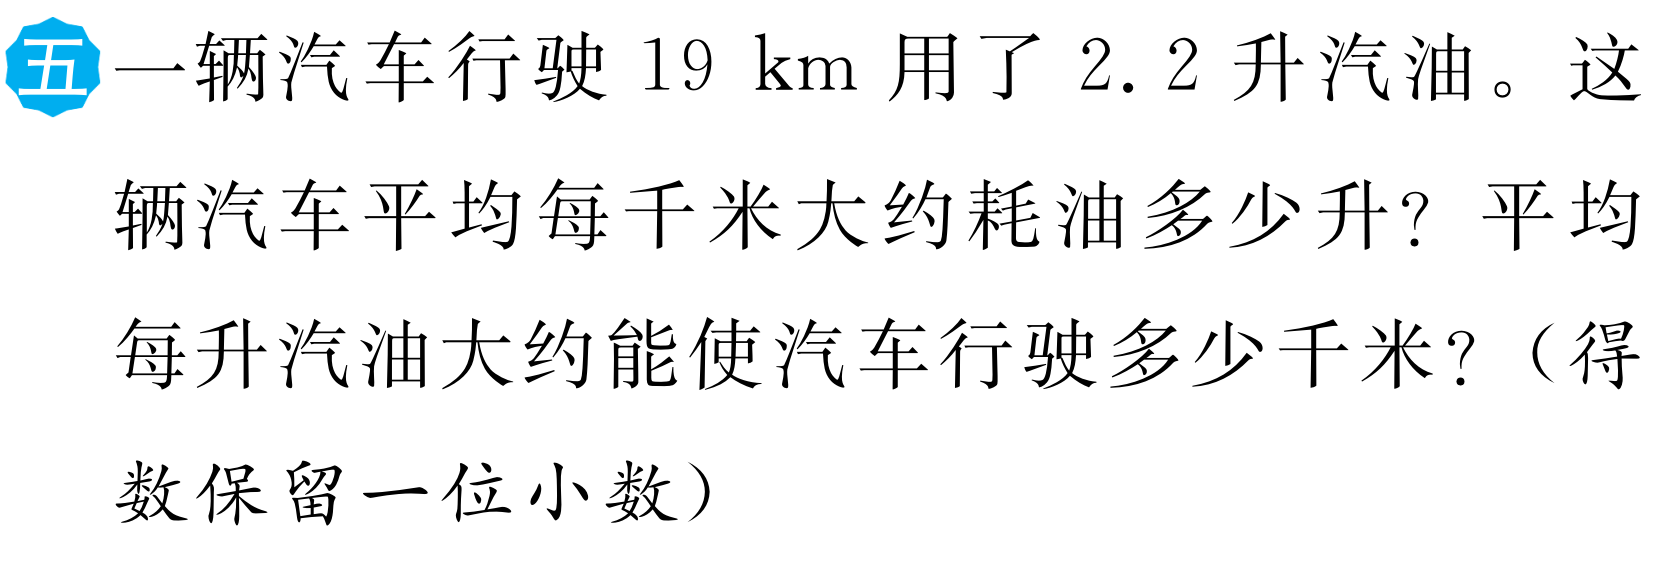 五 一辆汽车行驶 19 km 用了 2.2 升汽油。这
辆汽车平均每千米大约耗油多少升？平均
每升汽油大约能使汽车行驶多少千米？（得
数保留一位小数）